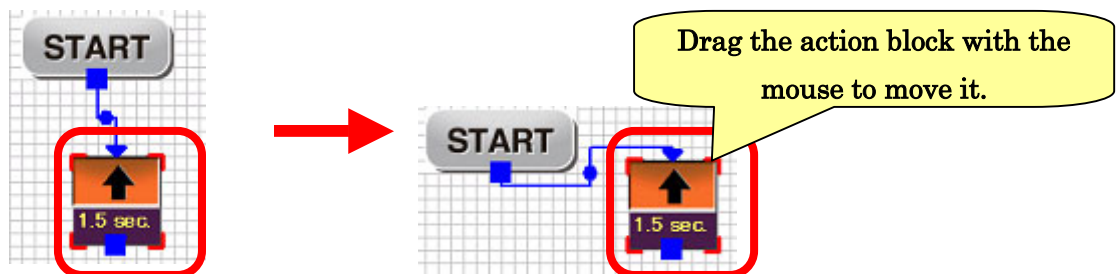 START
1.5 sec.
START
1.5 sec.
Drag the action block with the
mouse to move it.